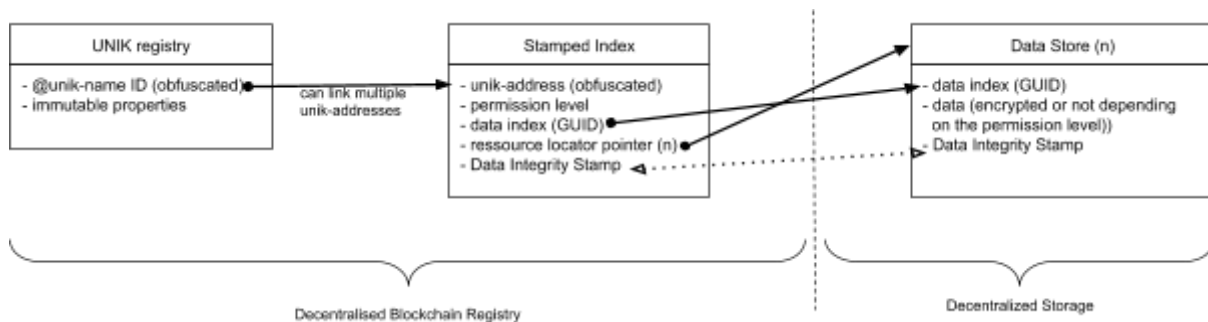 UNIK registry
- @unik-name ID (obfuscated)
- immutable properties
can link multiple
unik-addresses
Stamped Index
- unik-address (obfuscated)
- permission level
- data index (GUID)
- ressource locator pointer (n)
- Data Integrity Stamp
Data Store (n)
- data index (GUID)
- data (encrypted or not depending
on the permission level))
- Data Integrity Stamp
Decentralised Blockchain Registry
Decentralized Storage